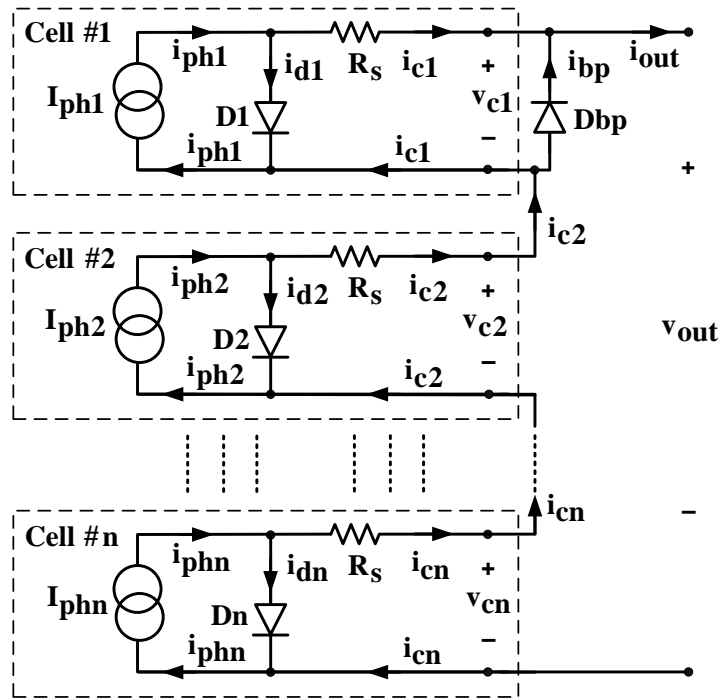 Cell #1
iph1
id1
Rs
ic1
ibp
iout
+
vc1
−
Iph1
D1
Dbp
iph1
ic1
+
ic2
Cell #2
iph2
id2
Rs
ic2
+
vc2
−
Iph2
D2
vout
iph2
ic2
icn
−
Cell #n
iphn
idn
Rs
icn
+
vcn
−
Iphn
Dn
iphn
icn